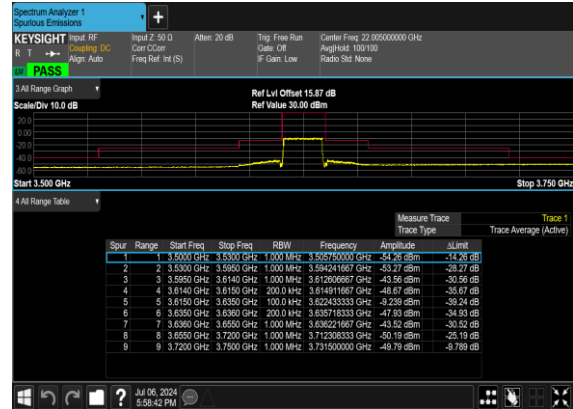 Spectrum Analyzer 1
Spurious Emissions
KEYSIGHT Input: RF Input Z: 50 Ω Atten: 20 dB Trig: Free Run Center Freq: 22.005000000 GHz
R T Coupling: DC Corr CCorr Gate: Off Avg|Hold: 100/100
Align: Auto Freq Ref: Int (S) IF Gain: Low Radio Std: None
LXI PASS
3 All Range Graph
Ref Lvl Offset 15.87 dB
Scale/Div 10.0 dB Ref Value 30.00 dBm
20.0
0.00
-20.0
-40.0
-60.0
Start 3.500 GHz Stop 3.750 GHz
4 All Range Table
Measure Trace Trace 1
Trace Type Trace Average (Active)
Spur Range Start Freq Stop Freq RBW Frequency Amplitude ΔLimit
1 1 3.5000 GHz 3.5300 GHz 1.000 MHz 3.505750000 GHz -54.26 dBm -14.26 dB
2 2 3.5300 GHz 3.5950 GHz 1.000 MHz 3.594241667 GHz -53.27 dBm -28.27 dB
3 3 3.5950 GHz 3.6140 GHz 1.000 MHz 3.612606667 GHz -43.56 dBm -30.56 dB
4 4 3.6140 GHz 3.6150 GHz 200.0 kHz 3.614911667 GHz -48.67 dBm -35.67 dB
5 5 3.6150 GHz 3.6350 GHz 100.0 kHz 3.622433333 GHz -9.239 dBm -39.24 dB
6 6 3.6350 GHz 3.6360 GHz 200.0 kHz 3.635718333 GHz -47.93 dBm -34.93 dB
7 7 3.6360 GHz 3.6550 GHz 1.000 MHz 3.636221667 GHz -43.52 dBm -30.52 dB
8 8 3.6550 GHz 3.7200 GHz 1.000 MHz 3.712308333 GHz -50.19 dBm -25.19 dB
9 9 3.7200 GHz 3.7500 GHz 1.000 MHz 3.731500000 GHz -49.79 dBm -9.789 dB
Jul 06, 2024
5:58:42 PM